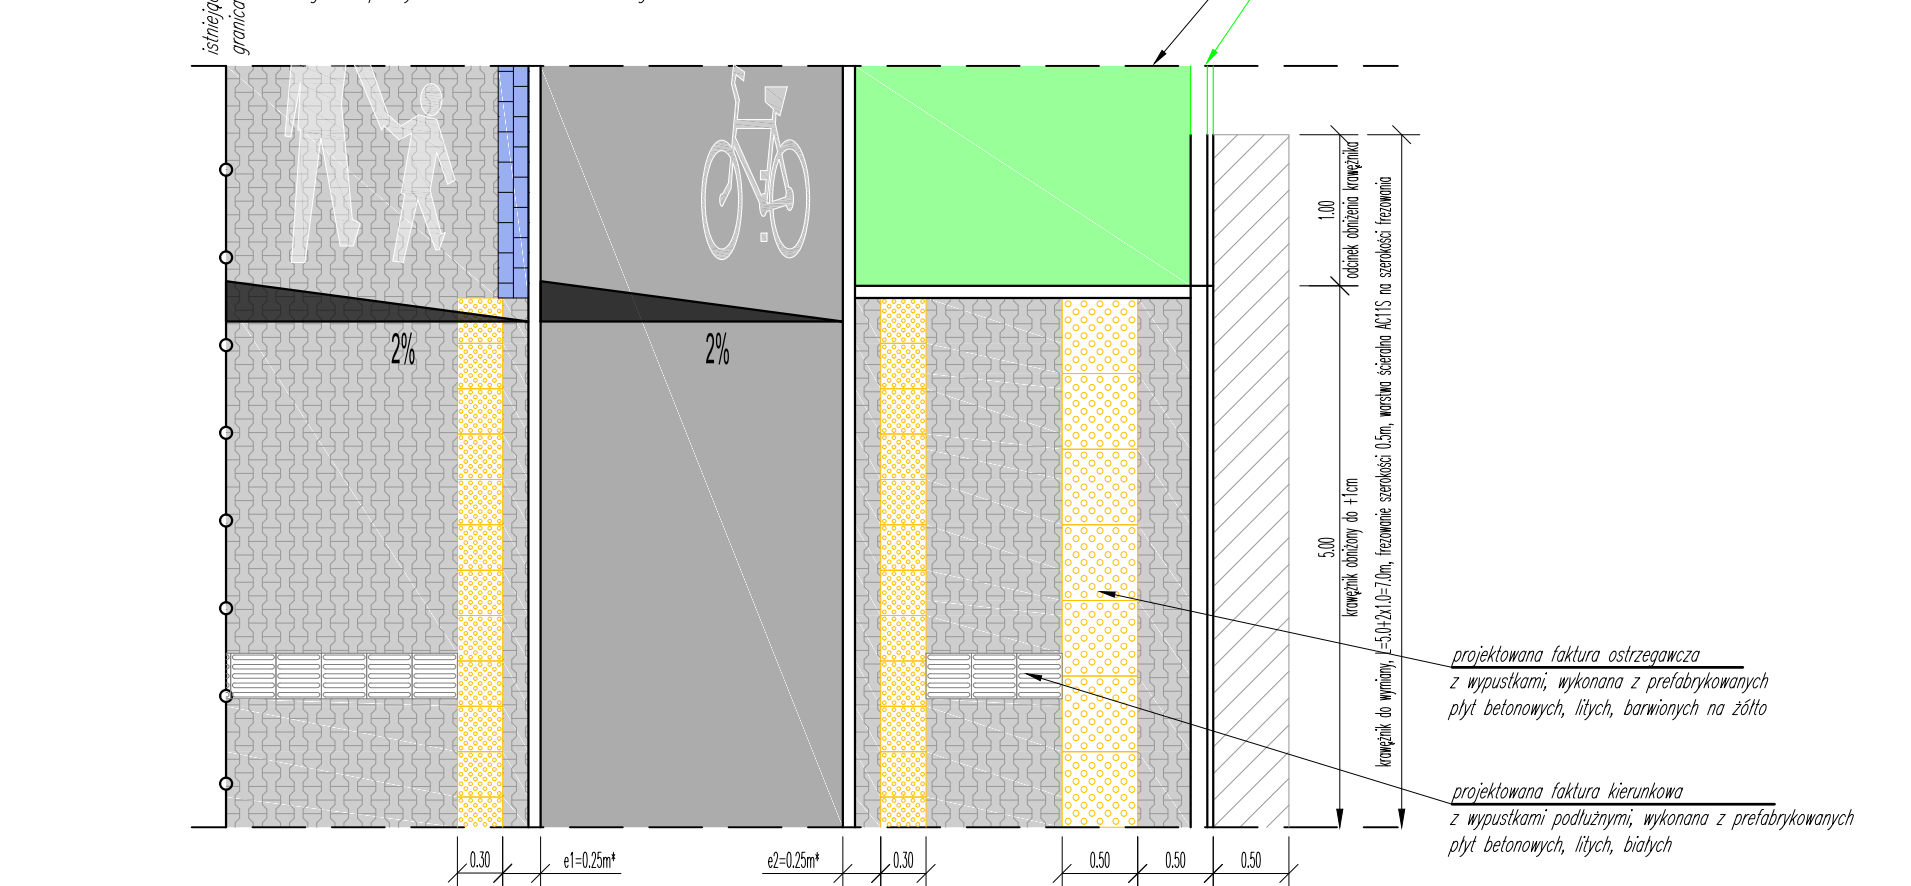 granica
2%
2%
1.00
odcinek obniżenia krawężnika
5.00
krawężnik obniżony do +1cm
krawężnik do wymiany, L=5.0+2x1.0=7.0m, frezowanie szerokości 0.5m, warstwa ścieralna AC11S na szerokości frezowania
projektowana faktura ostrzegawcza
z wypustkami, wykonana z prefabrykowanych
płyt betonowych, litych, barwionych na żółto
projektowana faktura kierunkowa
z wypustkami podłużnymi, wykonana z prefabrykowanych
płyt betonowych, litych, białych
0.30
e1=0.25m*
e2=0.25m*
0.30
0.50
0.50
0.50